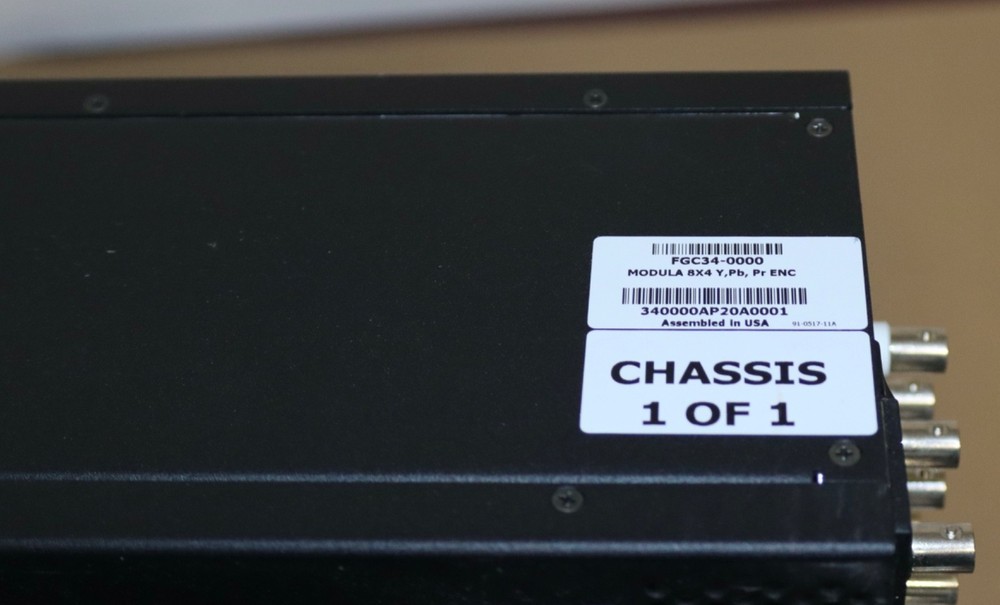 FGC34-0000
MODULA 8X4 Y,Pb, Pr ENC
340000AP20A0001
Assembled in USA 91-0517-11A
CHASSIS
1 OF 1